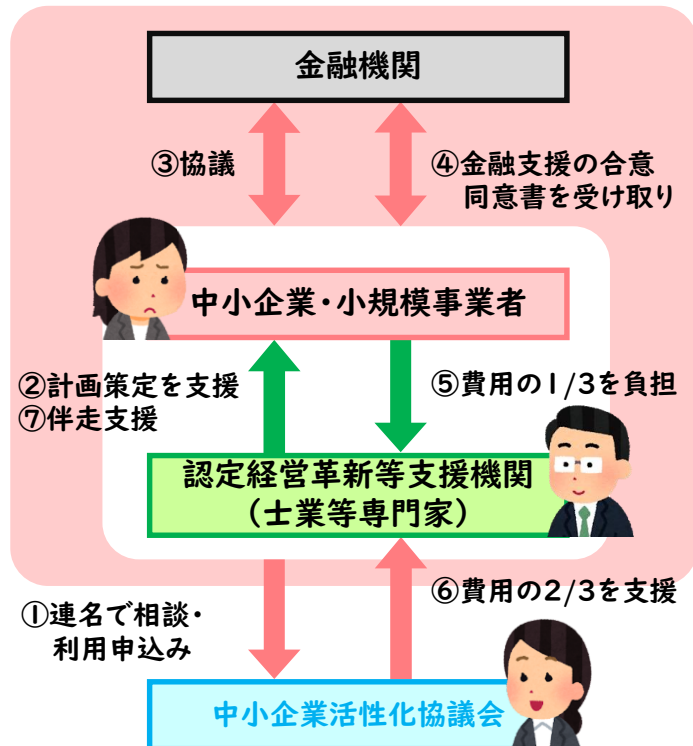 金融機関
③協議
④金融支援の合意
同意書を受け取り
中小企業・小規模事業者
②計画策定を支援
⑦伴走支援
⑤費用の1/3を負担
認定経営革新等支援機関
(士業等専門家)
①連名で相談・
利用申込み
⑥費用の2/3を支援
中小企業活性化協議会